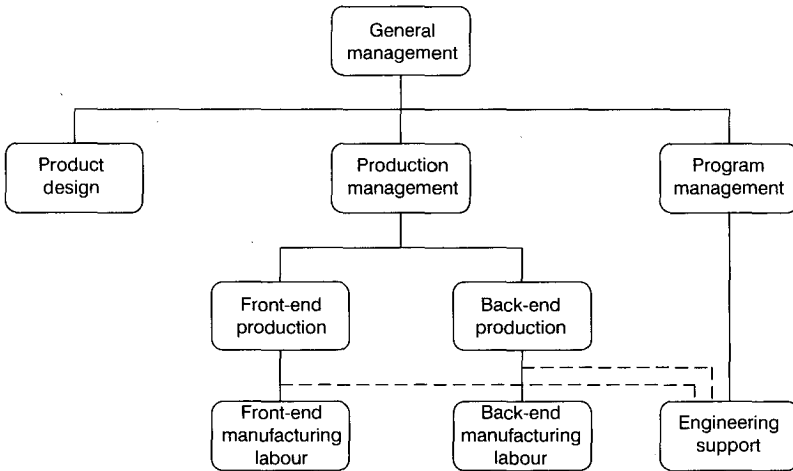 General
management
Product
design
Production
management
Program
management
Front-end
production
Back-end
production
Front-end
manufacturing
labour
Back-end
manufacturing
labour
Engineering
support